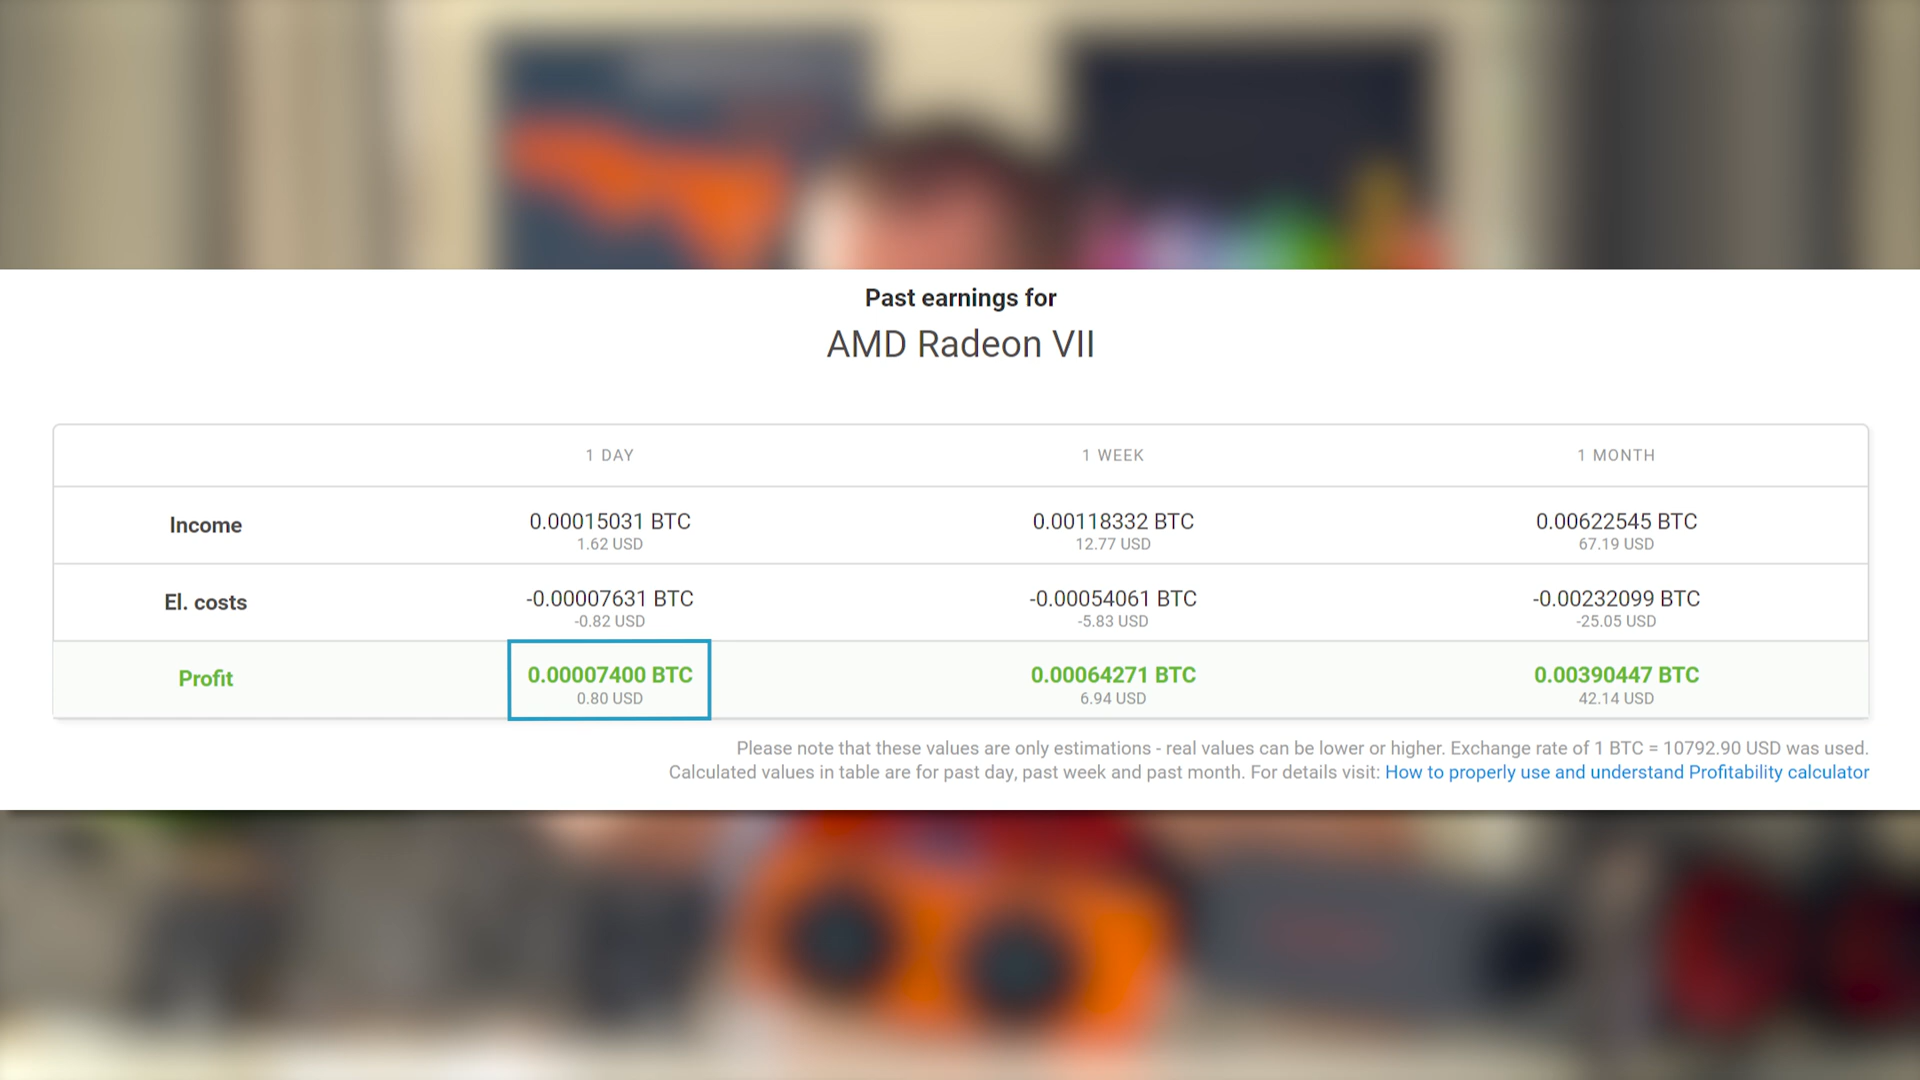 Past earnings for
AMD Radeon VII
1 DAY 1 WEEK 1 MONTH
Income 0.00015031 BTC 0.00118332 BTC 0.00622545 BTC
1.62 USD 12.77 USD 67.19 USD
El. costs -0.00007631 BTC -0.00054061 BTC -0.00232099 BTC
-0.82 USD -5.83 USD -25.05 USD
Profit 0.00007400 BTC 0.00064271 BTC 0.00390447 BTC
0.80 USD 6.94 USD 42.14 USD
Please note that these values are only estimations - real values can be lower or higher. Exchange rate of 1 BTC = 10792.90 USD was used.
Calculated values in table are for past day, past week and past month. For details visit: How to properly use and understand Profitability calculator